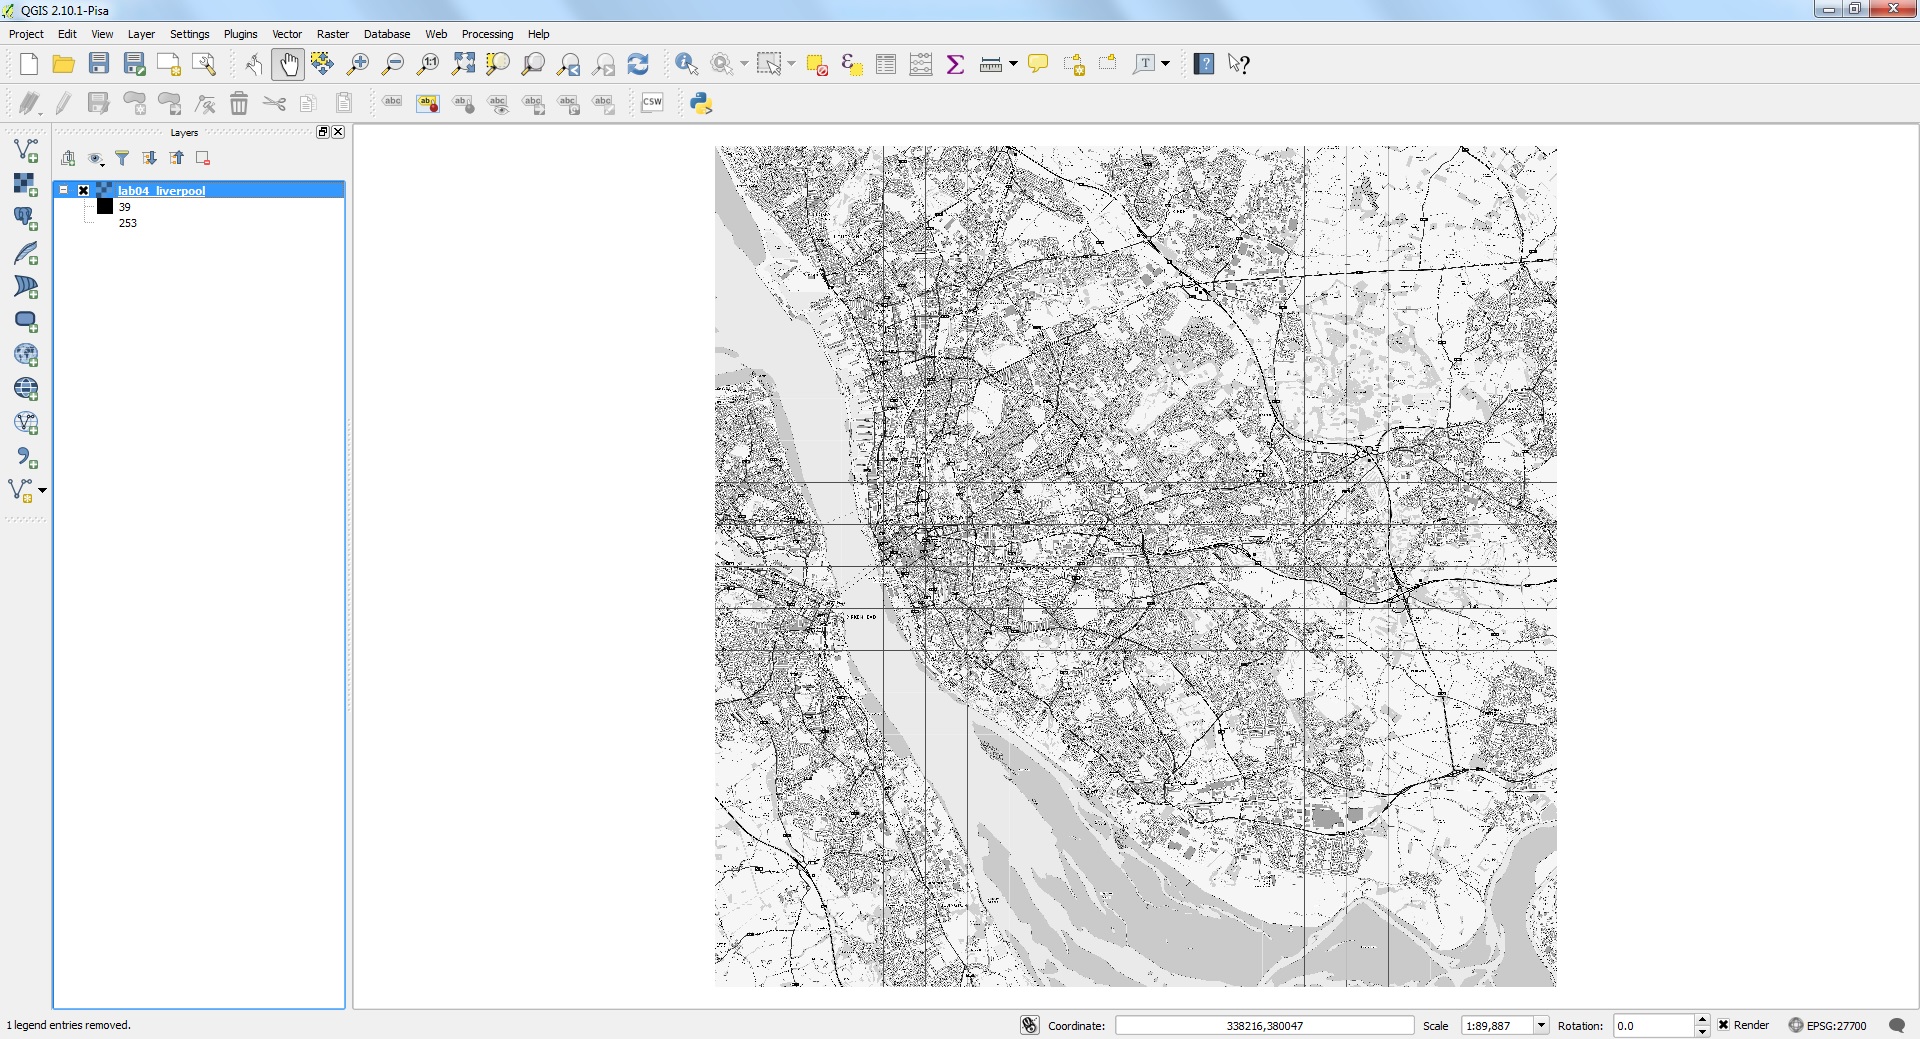 QGIS 2.10.1-Pisa
Project Edit View Layer Settings Plugins Vector Raster Database Web Processing Help
1:1 Σ T ? ?
abc abc abc abc abc abc abc CSW
Layers
lab04_liverpool
39
253
1 legend entries removed.
Coordinate: 338216,380047 Scale 1:89,887 Rotation: 0.0 Render EPSG:27700